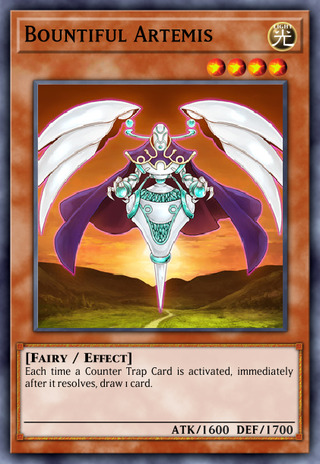 Bountiful Artemis
LIGHT
光
[Fairy / Effect]
Each time a Counter Trap Card is activated, immediately
after it resolves, draw 1 card.
ATK/1600 DEF/1700